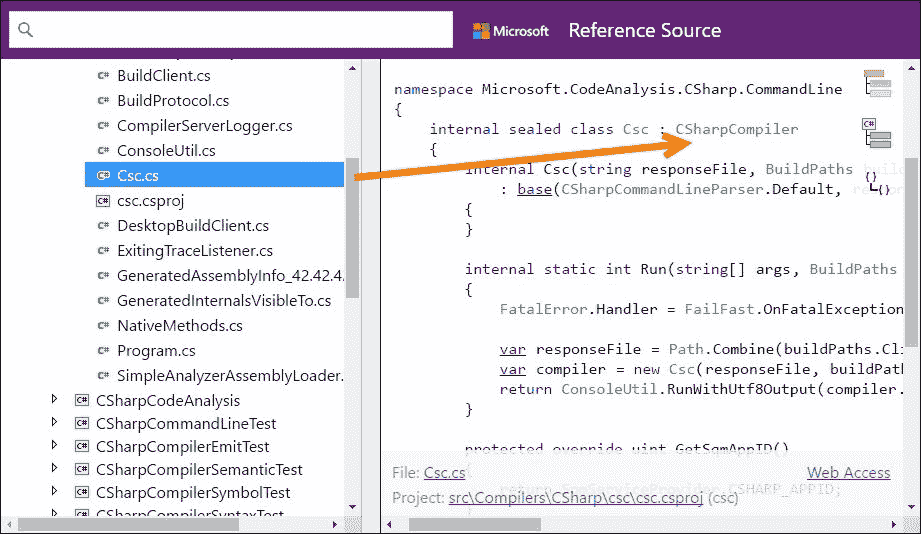 Microsoft Reference Source
BuildClient.cs
BuildProtocol.cs
CompilerServerLogger.cs
ConsoleUtil.cs
Csc.cs
csc.csproj
DesktopBuildClient.cs
ExitingTraceListener.cs
GeneratedAssemblyInfo_42.42.4.
GeneratedInternalsVisibleTo.cs
NativeMethods.cs
Program.cs
SimpleAnalyzerAssemblyLoader.
CSharpCodeAnalysis
CSharpCommandLineTest
CSharpCompilerEmitTest
CSharpCompilerSemanticTest
CSharpCompilerSymbolTest
CSharpCompilerSyntaxTest
namespace Microsoft.CodeAnalysis.CSharp.CommandLine
{
internal sealed class Csc : CSharpCompiler
{
internal Csc(string responseFile, BuildPaths
: base(CSharpCommandLineParser.Default,
{
}
internal static int Run(string[] args, BuildPaths
{
FatalError.Handler = FailFast.OnFatalException
var responseFile = Path.Combine(buildPaths.Cli
var compiler = new Csc(responseFile, buildPath
return ConsoleUtil.RunWithUtf8Output(compiler.
}
protected override uint GetSqmAppID()
return CSHARP_APPID;
File: Csc.cs
Web Access
Project: src\Compilers\CSharp\csc\csc.csproj (csc)